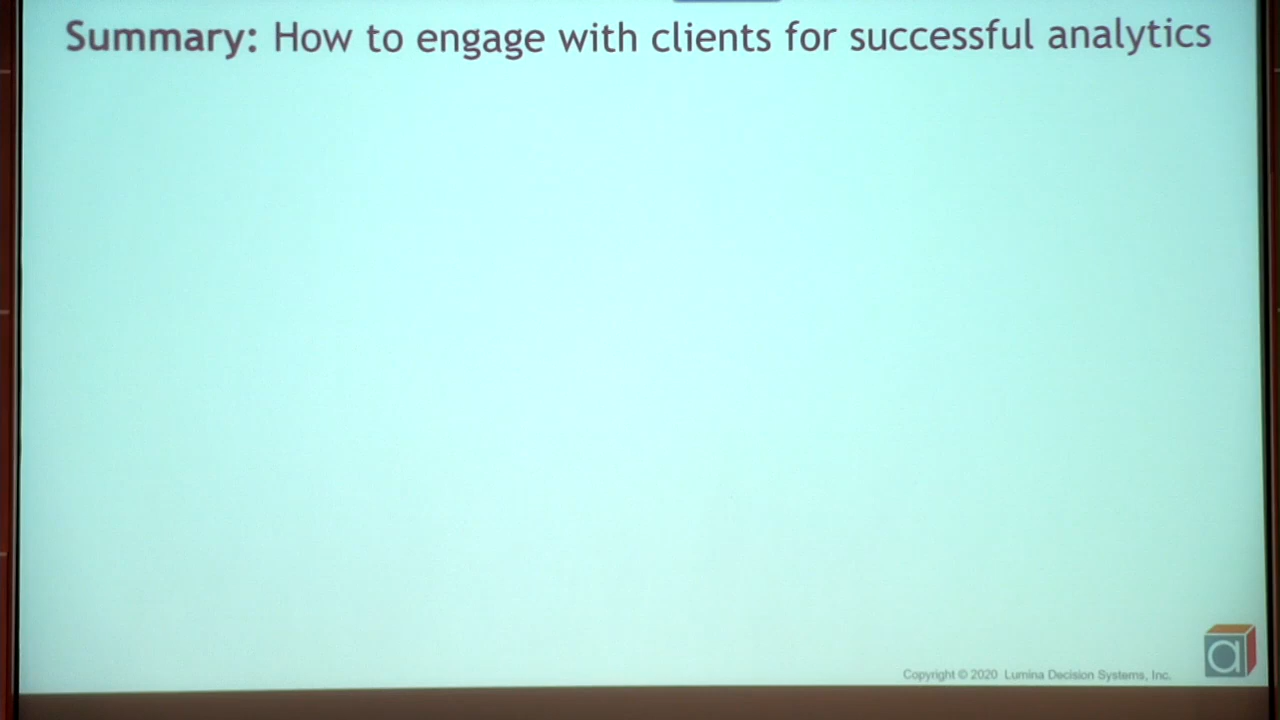 Summary: How to engage with clients for successful analytics
Copyright © 2020 Lumina Decision Systems, Inc.
a